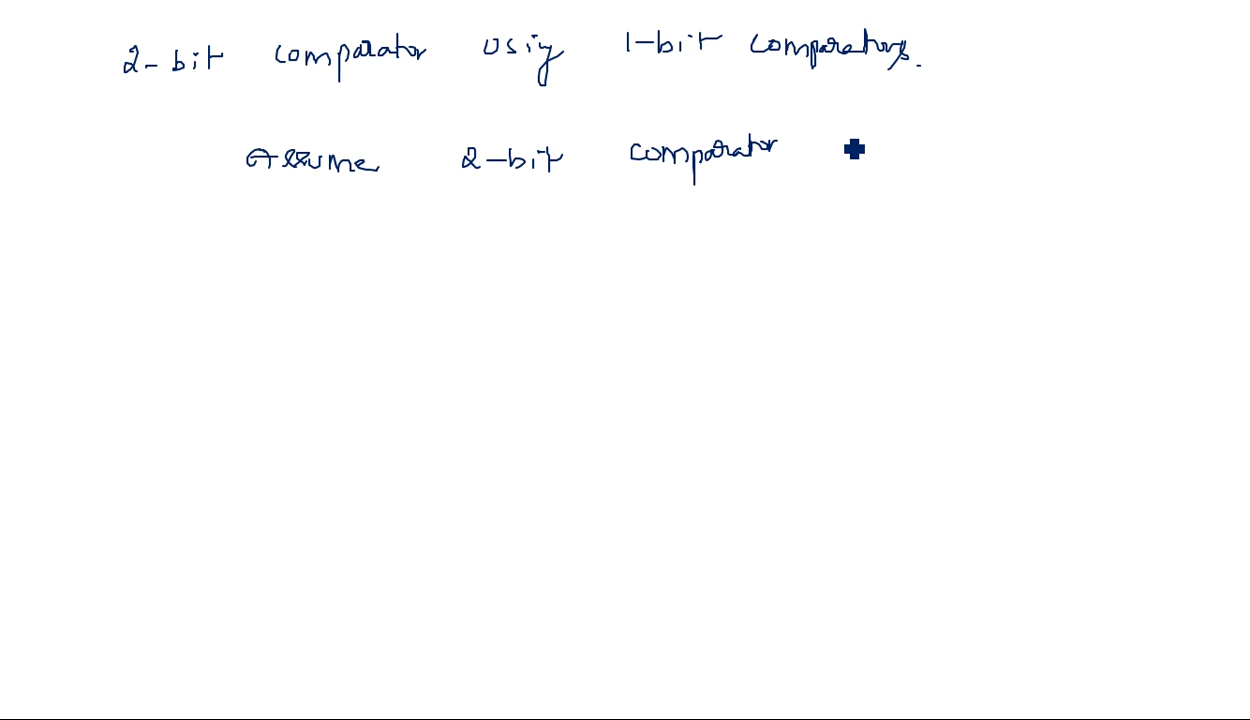 2-bit comparator using 1-bit comparators.
Assume 2-bit comparator